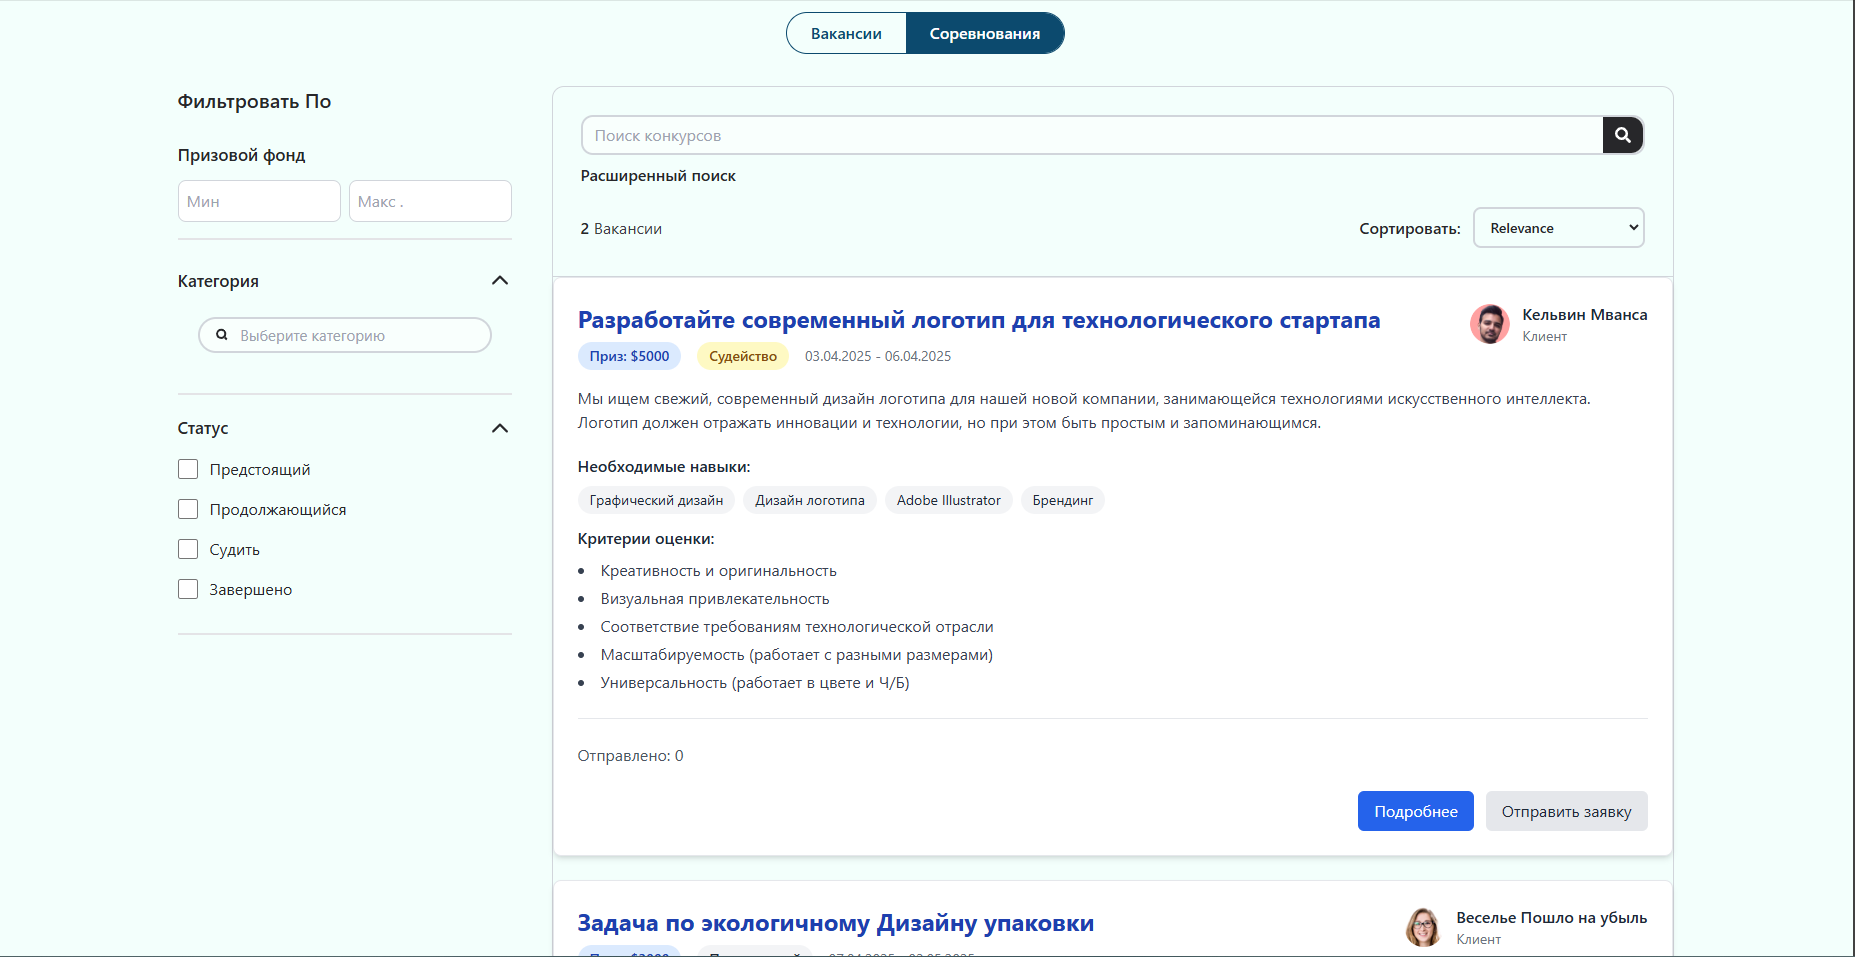 Вакансии
Соревнования
Фильтровать По
Призовой фонд
Мин
Макс .
Категория
Выберите категорию
Статус
Предстоящий
Продолжающийся
Судить
Завершено
Поиск конкурсов
Расширенный поиск
2 Вакансии
Сортировать:
Relevance
Разработайте современный логотип для технологического стартапа
Кельвин Мванса
Клиент
Приз: $5000
Судейство
03.04.2025 - 06.04.2025
Мы ищем свежий, современный дизайн логотипа для нашей новой компании, занимающейся технологиями искусственного интеллекта.
Логотип должен отражать инновации и технологии, но при этом быть простым и запоминающимся.
Необходимые навыки:
Графический дизайн
Дизайн логотипа
Adobe Illustrator
Брендинг
Критерии оценки:
Креативность и оригинальность
Визуальная привлекательность
Соответствие требованиям технологической отрасли
Масштабируемость (работает с разными размерами)
Универсальность (работает в цвете и Ч/Б)
Отправлено: 0
Подробнее
Отправить заявку
Задача по экологичному Дизайну упаковки
Веселье Пошло на убыль
Клиент